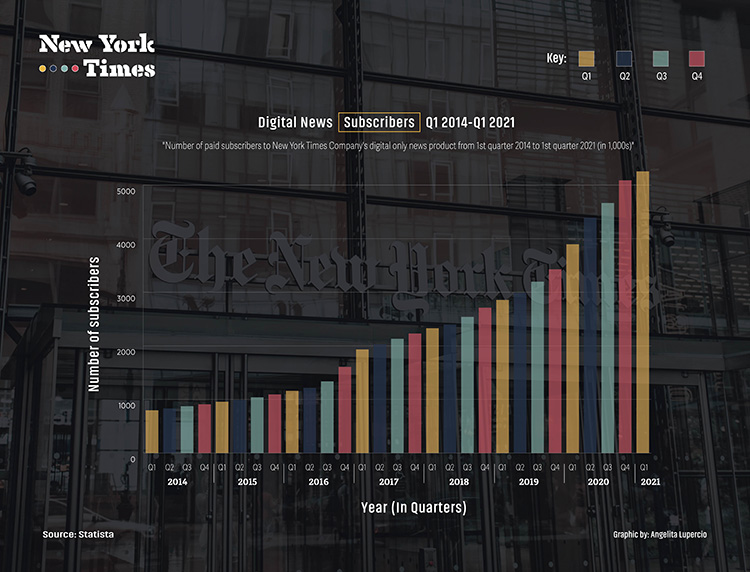 New York
Times
Key:
Q1 Q2 Q3 Q4
Digital News Subscribers Q1 2014-Q1 2021
"Number of paid subscribers to New York Times Company's digital only news product from 1st quarter 2014 to 1st quarter 2021 (in 1,000s)"
The New York Times
Number of subscribers
5000
4000
3000
2000
1000
0
Q1 Q2 Q3 Q4 Q1 Q2 Q3 Q4 Q1 Q2 Q3 Q4 Q1 Q2 Q3 Q4 Q1 Q2 Q3 Q4 Q1 Q2 Q3 Q4 Q1 Q2 Q3 Q4 Q1
2014 2015 2016 2017 2018 2019 2020 2021
Year (In Quarters)
Source: Statista
Graphic by: Angelita Lupercio